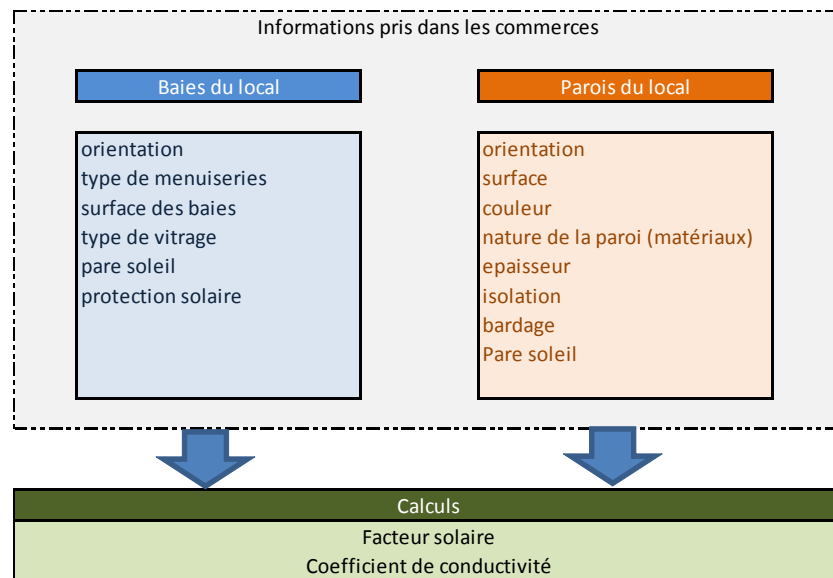 Informations pris dans les commerces
Baies du local
orientation
type de menuiseries
surface des baies
type de vitrage
pare soleil
protection solaire
Parois du local
orientation
surface
couleur
nature de la paroi (matériaux)
epaisseur
isolation
bardage
Pare soleil
Calculs
Facteur solaire
Coefficient de conductivité